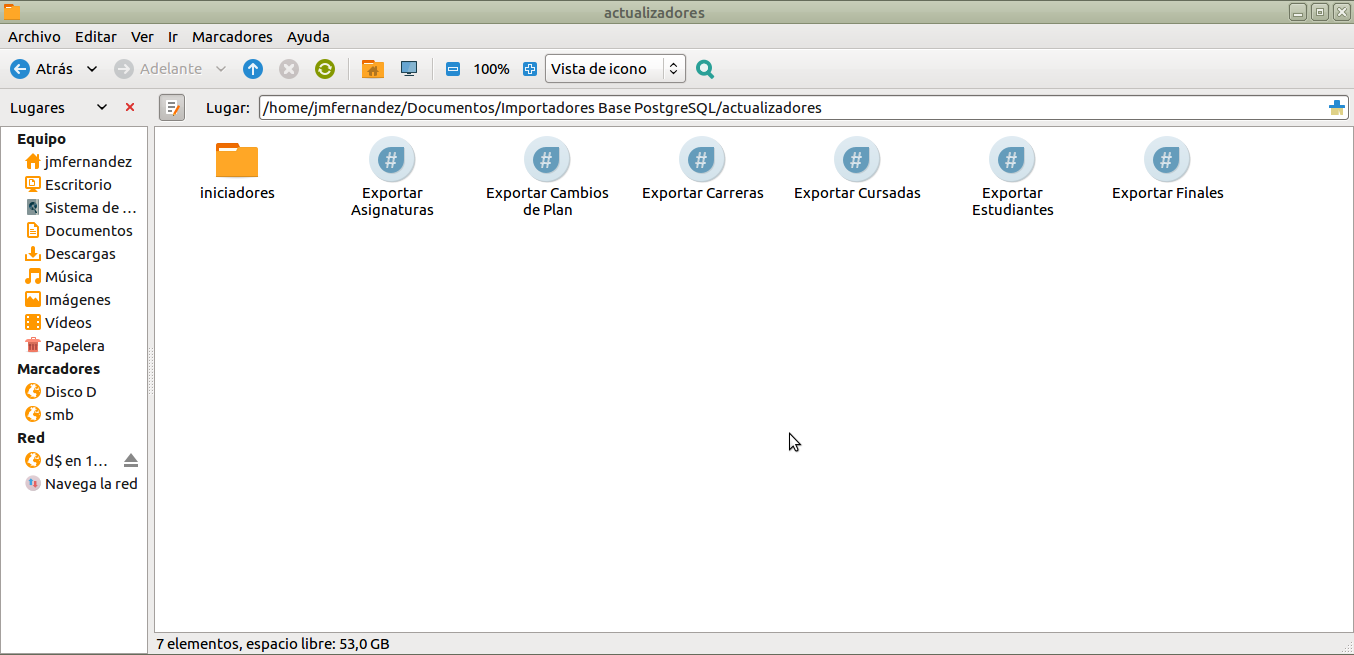 actualizadores
Archivo Editar Ver Ir Marcadores Ayuda
Atrás Adelante 100% Vista de icono
Lugares Lugar: /home/jmfernandez/Documentos/Importadores Base PostgreSQL/actualizadores
Equipo
jmfernandez
Escritorio
Sistema de ...
Documentos
Descargas
Música
Imágenes
Vídeos
Papelera
Marcadores
Disco D
smb
Red
d$ en 1...
Navega la red
iniciadores
# Exportar
Asignaturas
# Exportar Cambios
de Plan
# Exportar Carreras
# Exportar Cursadas
# Exportar
Estudiantes
# Exportar Finales
7 elementos, espacio libre: 53,0 GB